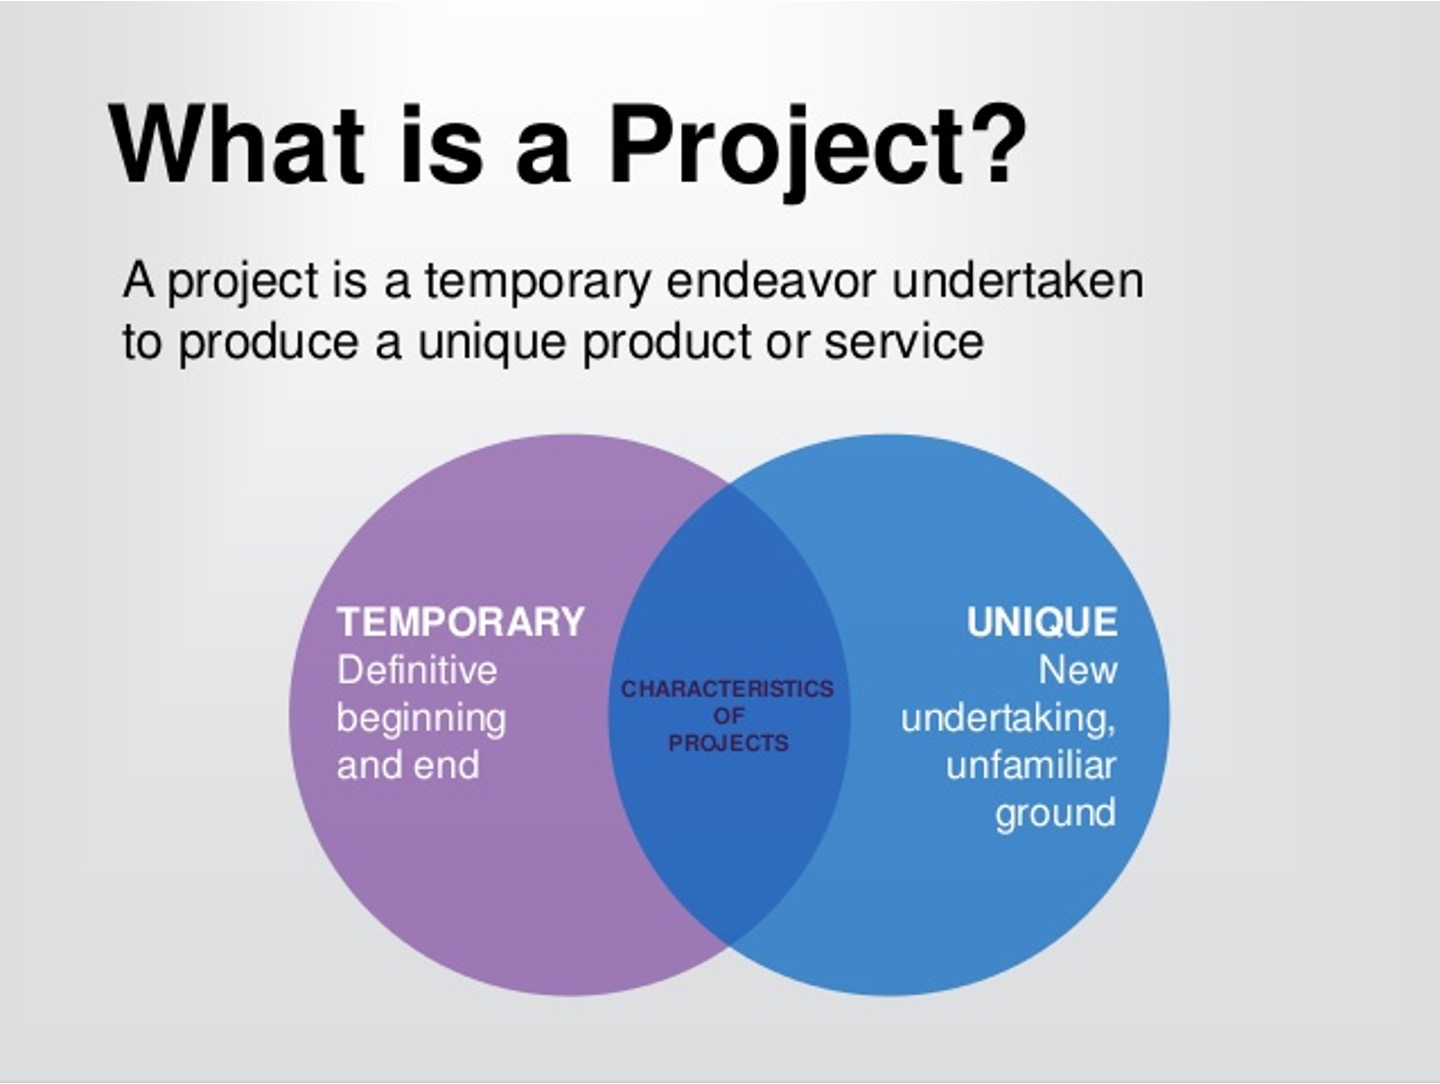 What is a Project?
A project is a temporary endeavor undertaken
to produce a unique product or service
TEMPORARY
Definitive
beginning
and end
CHARACTERISTICS
OF
PROJECTS
UNIQUE
New
undertaking,
unfamiliar
ground